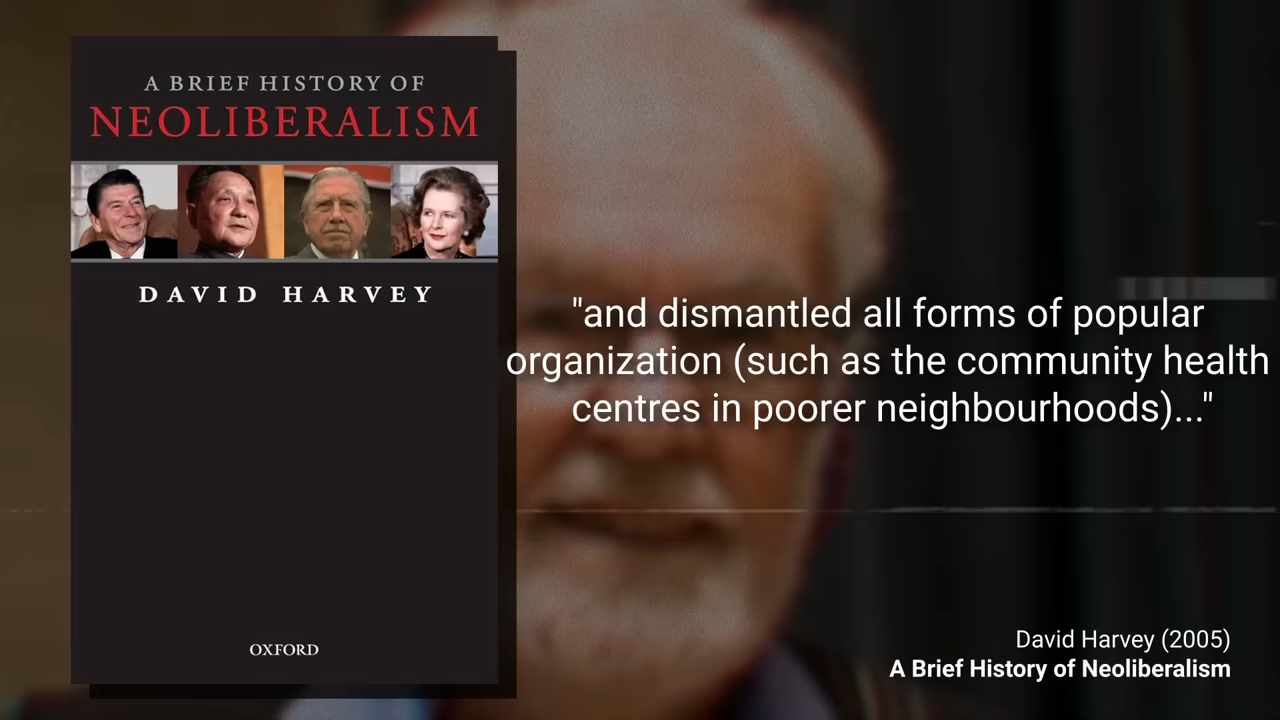 A BRIEF HISTORY OF
NEOLIBERALISM
DAVID HARVEY
OXFORD
"and dismantled all forms of popular
organization (such as the community health
centres in poorer neighbourhoods)..."
David Harvey (2005)
A Brief History of Neoliberalism